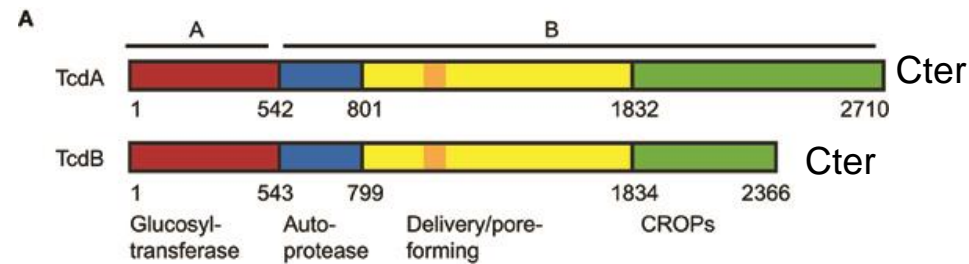 A
A B
TcdA Cter
1 542 801 1832 2710
TcdB Cter
1 543 799 1834 2366
Glucosyl- Auto- Delivery/pore- CROPs
transferase protease forming